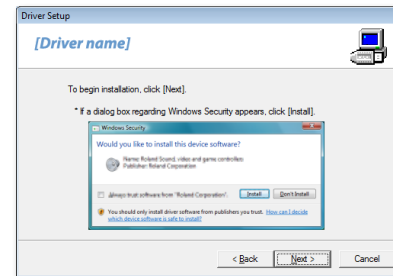 Driver Setup
[Driver name]
To begin installation, click [Next].
* If a dialog box regarding Windows Security appears, click [Install].
Windows Security
Would you like to install this device software?
Name: Roland Sound, video and game controllers
Publisher: Roland Corporation
Always trust software from "Roland Corporation".
Install
Don't Install
You should only install driver software from publishers you trust. How can I decide
which device software is safe to install?
< Back
Next >
Cancel